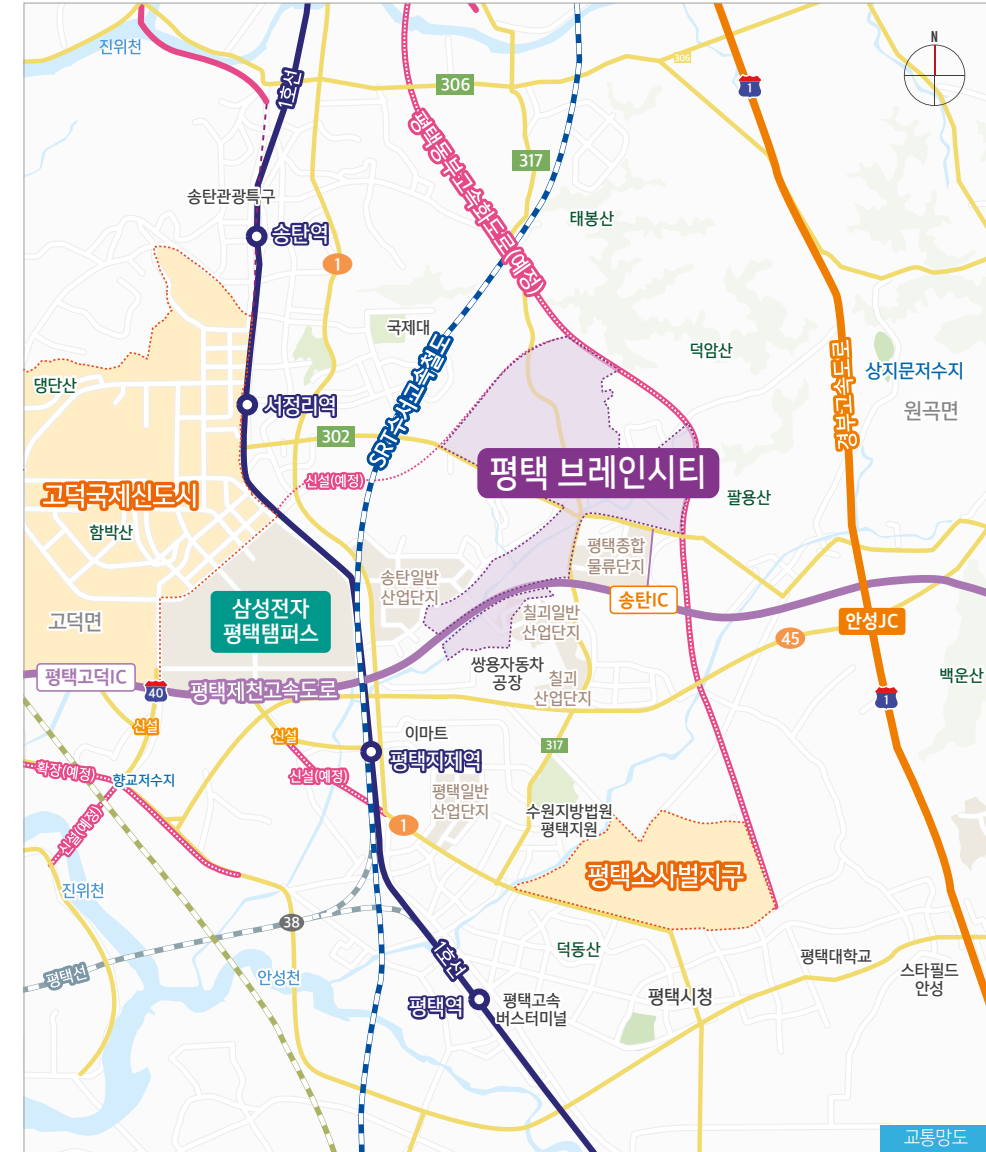 진위천
1호선
306
306
N
1
평택동부고속화도로(예정)
317
송탄관광특구
태봉산
송탄역
1
국제대
SRT수서고속철도
덕암산
경부고속도로
상지문저수지
원곡면
댕단산
서정리역
302
신설(예정)
평택 브레인시티
고덕국제신도시
팔용산
함박산
평택종합
물류단지
송탄일반
산업단지
송탄IC
삼성전자
평택캠퍼스
칠괴일반
산업단지
안성JC
고덕면
45
쌍용자동차
공장
칠괴
산업단지
백운산
평택고덕IC
40
평택제천고속도로
1
신설
신설
이마트
317
평택지제역
확장(예정)
향교저수지
신설(예정)
평택일반
산업단지
수원지방법원
평택지원
1
신설(예정)
평택소사벌지구
진위천
38
덕동산
평택대학교
1호선
평택선
안성천
스타필드
안성
평택역
평택고속
버스터미널
평택시청
교통망도